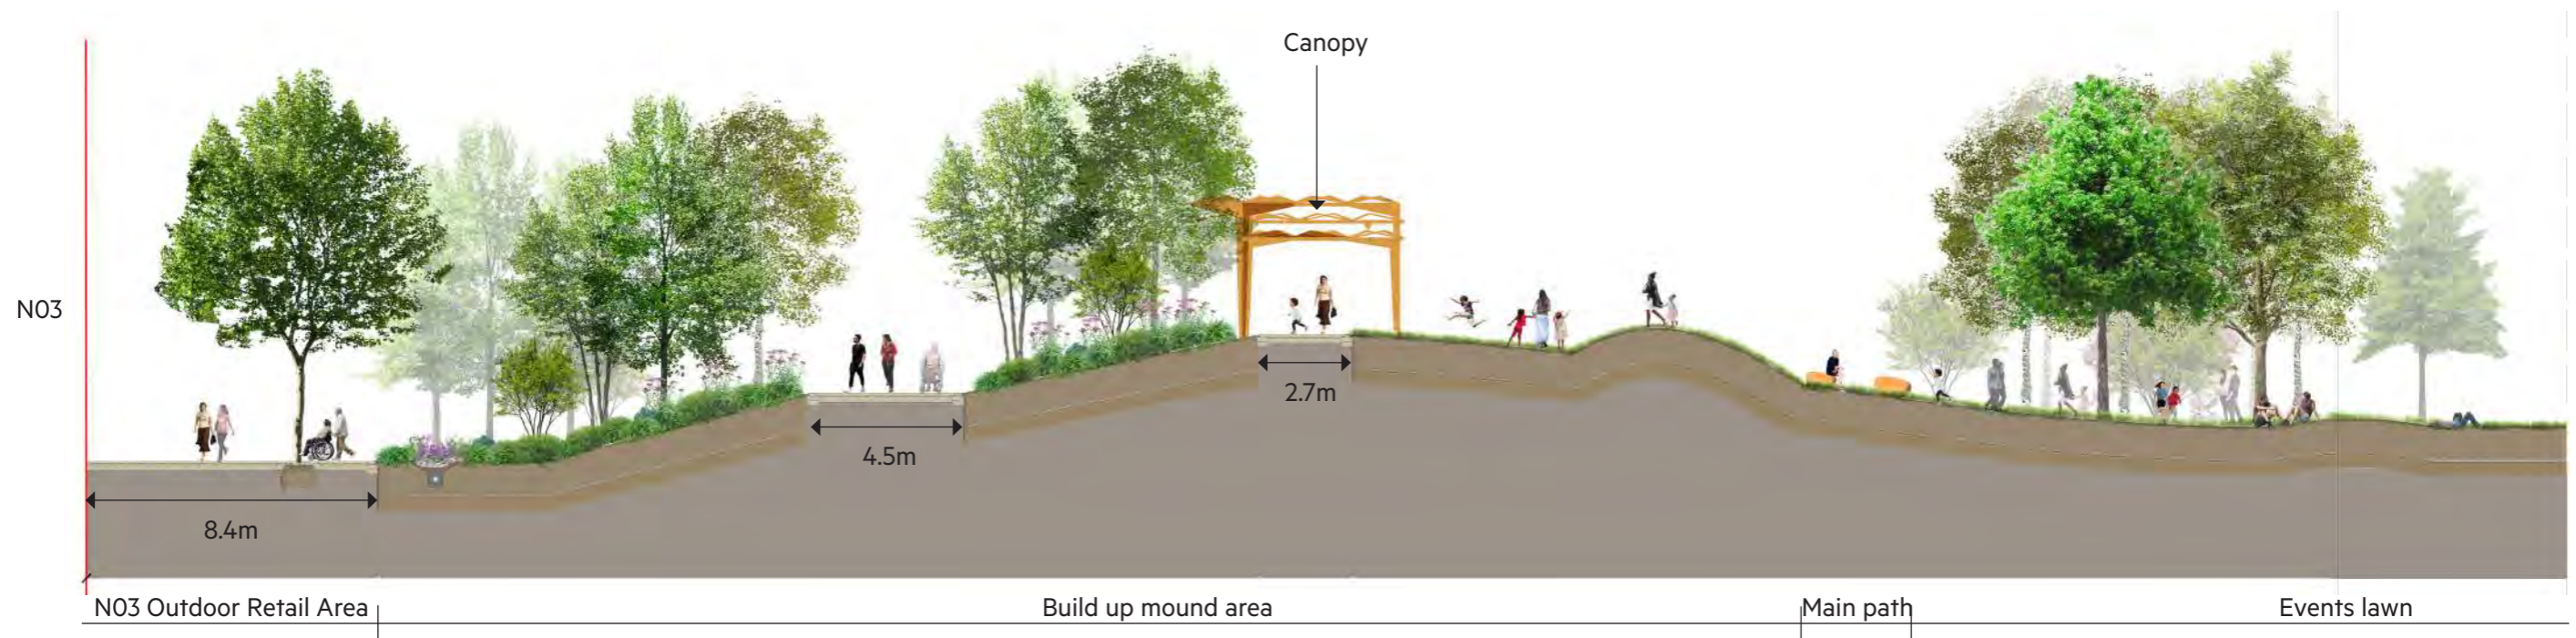 Canopy
N03
2.7m
4.5m
8.4m
N03 Outdoor Retail Area
Build up mound area
Main path
Events lawn